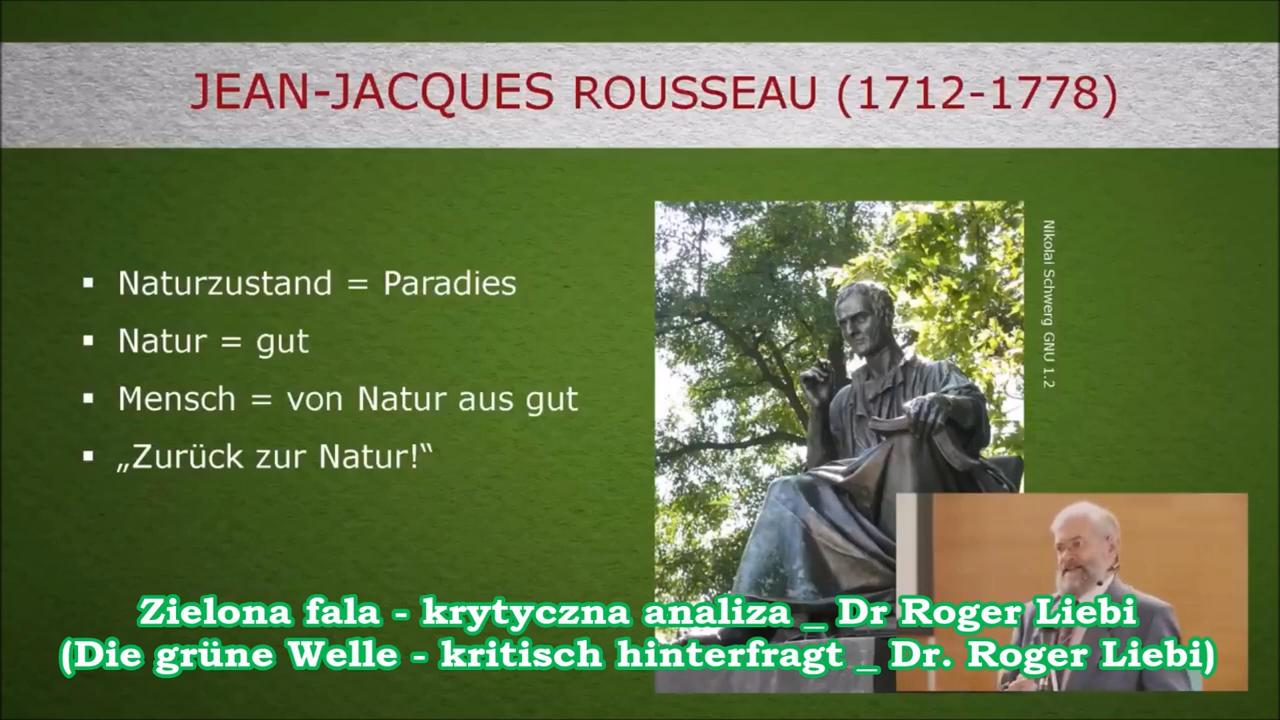 JEAN-JACQUES ROUSSEAU (1712-1778)
▪ Naturzustand = Paradies
▪ Natur = gut
▪ Mensch = von Natur aus gut
▪ „Zurück zur Natur!“
Nikolai Schwerg GNU 1.2
Zielona fala - krytyczna analiza _ Dr Roger Liebi
(Die grüne Welle - kritisch hinterfragt _ Dr. Roger Liebi)